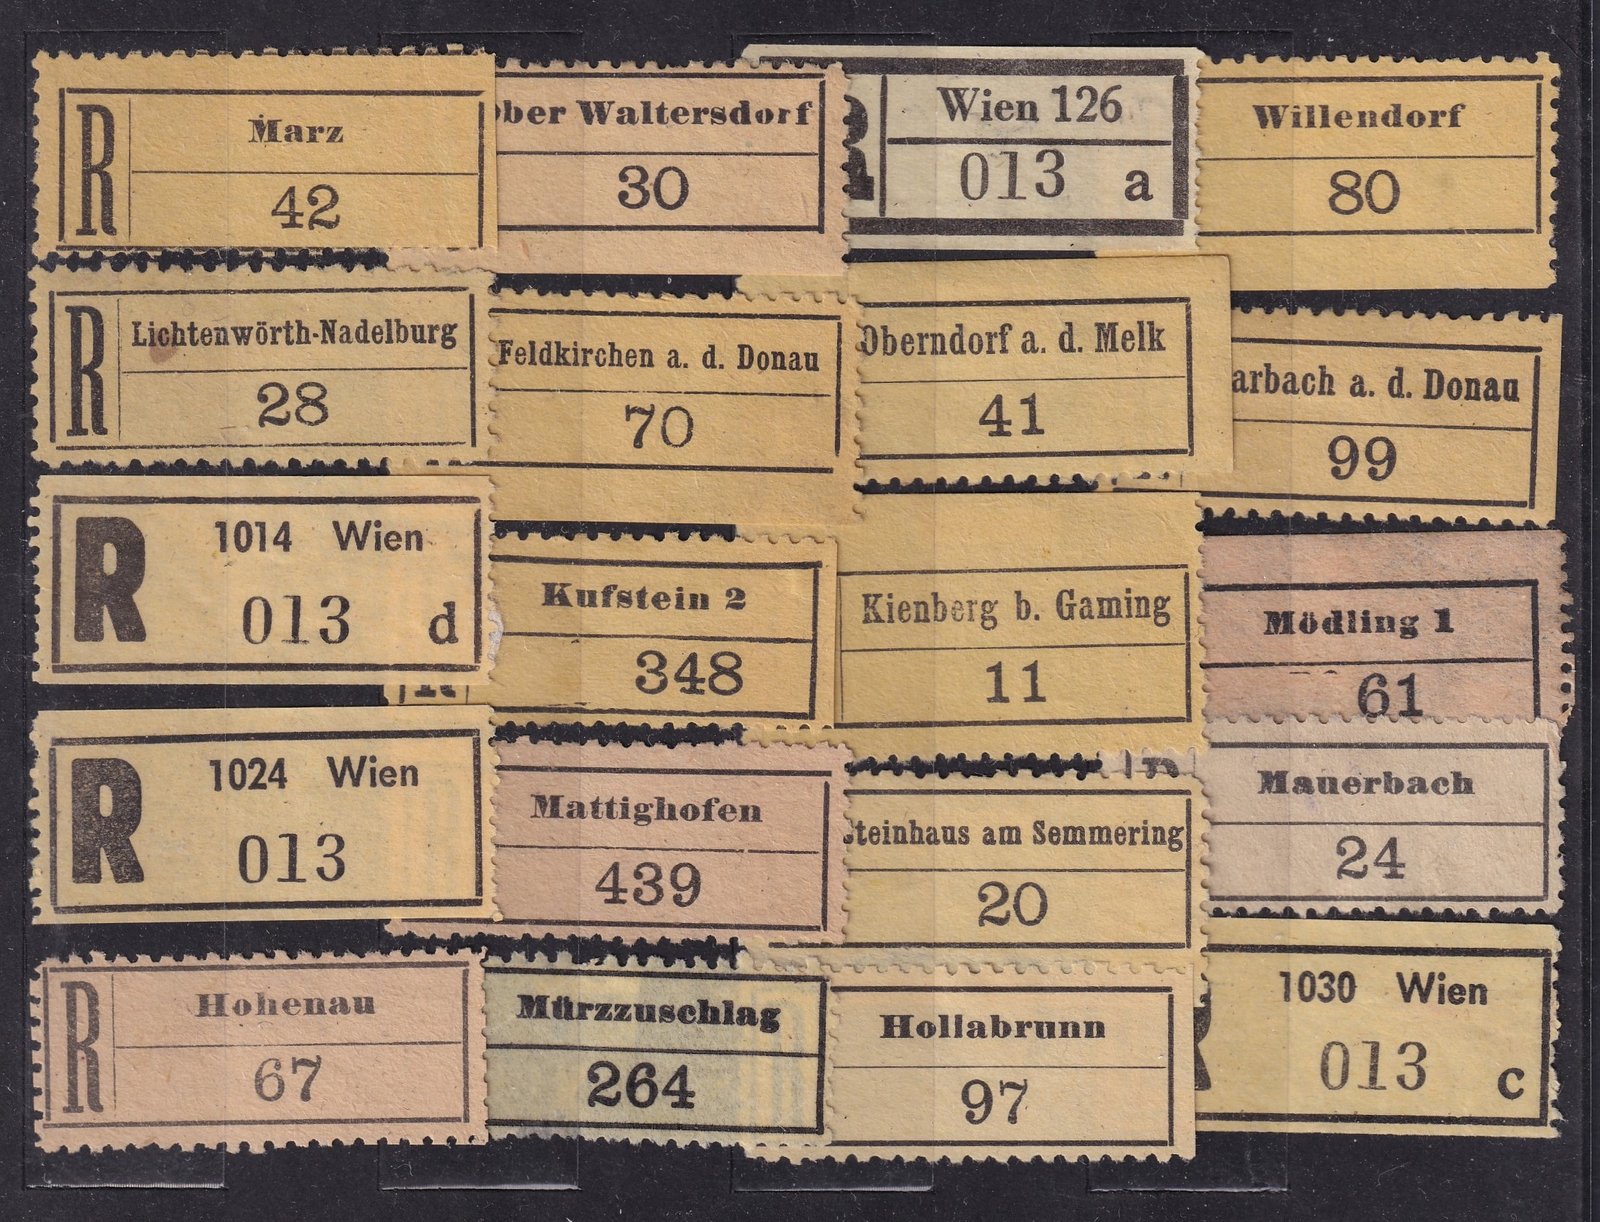 R Marz
42
ber Waltersdorf
30
R Wien 126
013 a
Willendorf
80
R Lichtenwörth-Nadelburg
28
Feldkirchen a. d. Donau
70
Oberndorf a. d. Melk
41
arbach a. d. Donau
99
R 1014 Wien
013 d
Kufstein 2
348
Kienberg b. Gaming
11
Mödling 1
61
R 1024 Wien
013
Mattighofen
439
Steinhaus am Semmering
20
Mauerbach
24
R Hohenau
67
Mürzzuschlag
264
Hollabrunn
97
R 1030 Wien
013 c